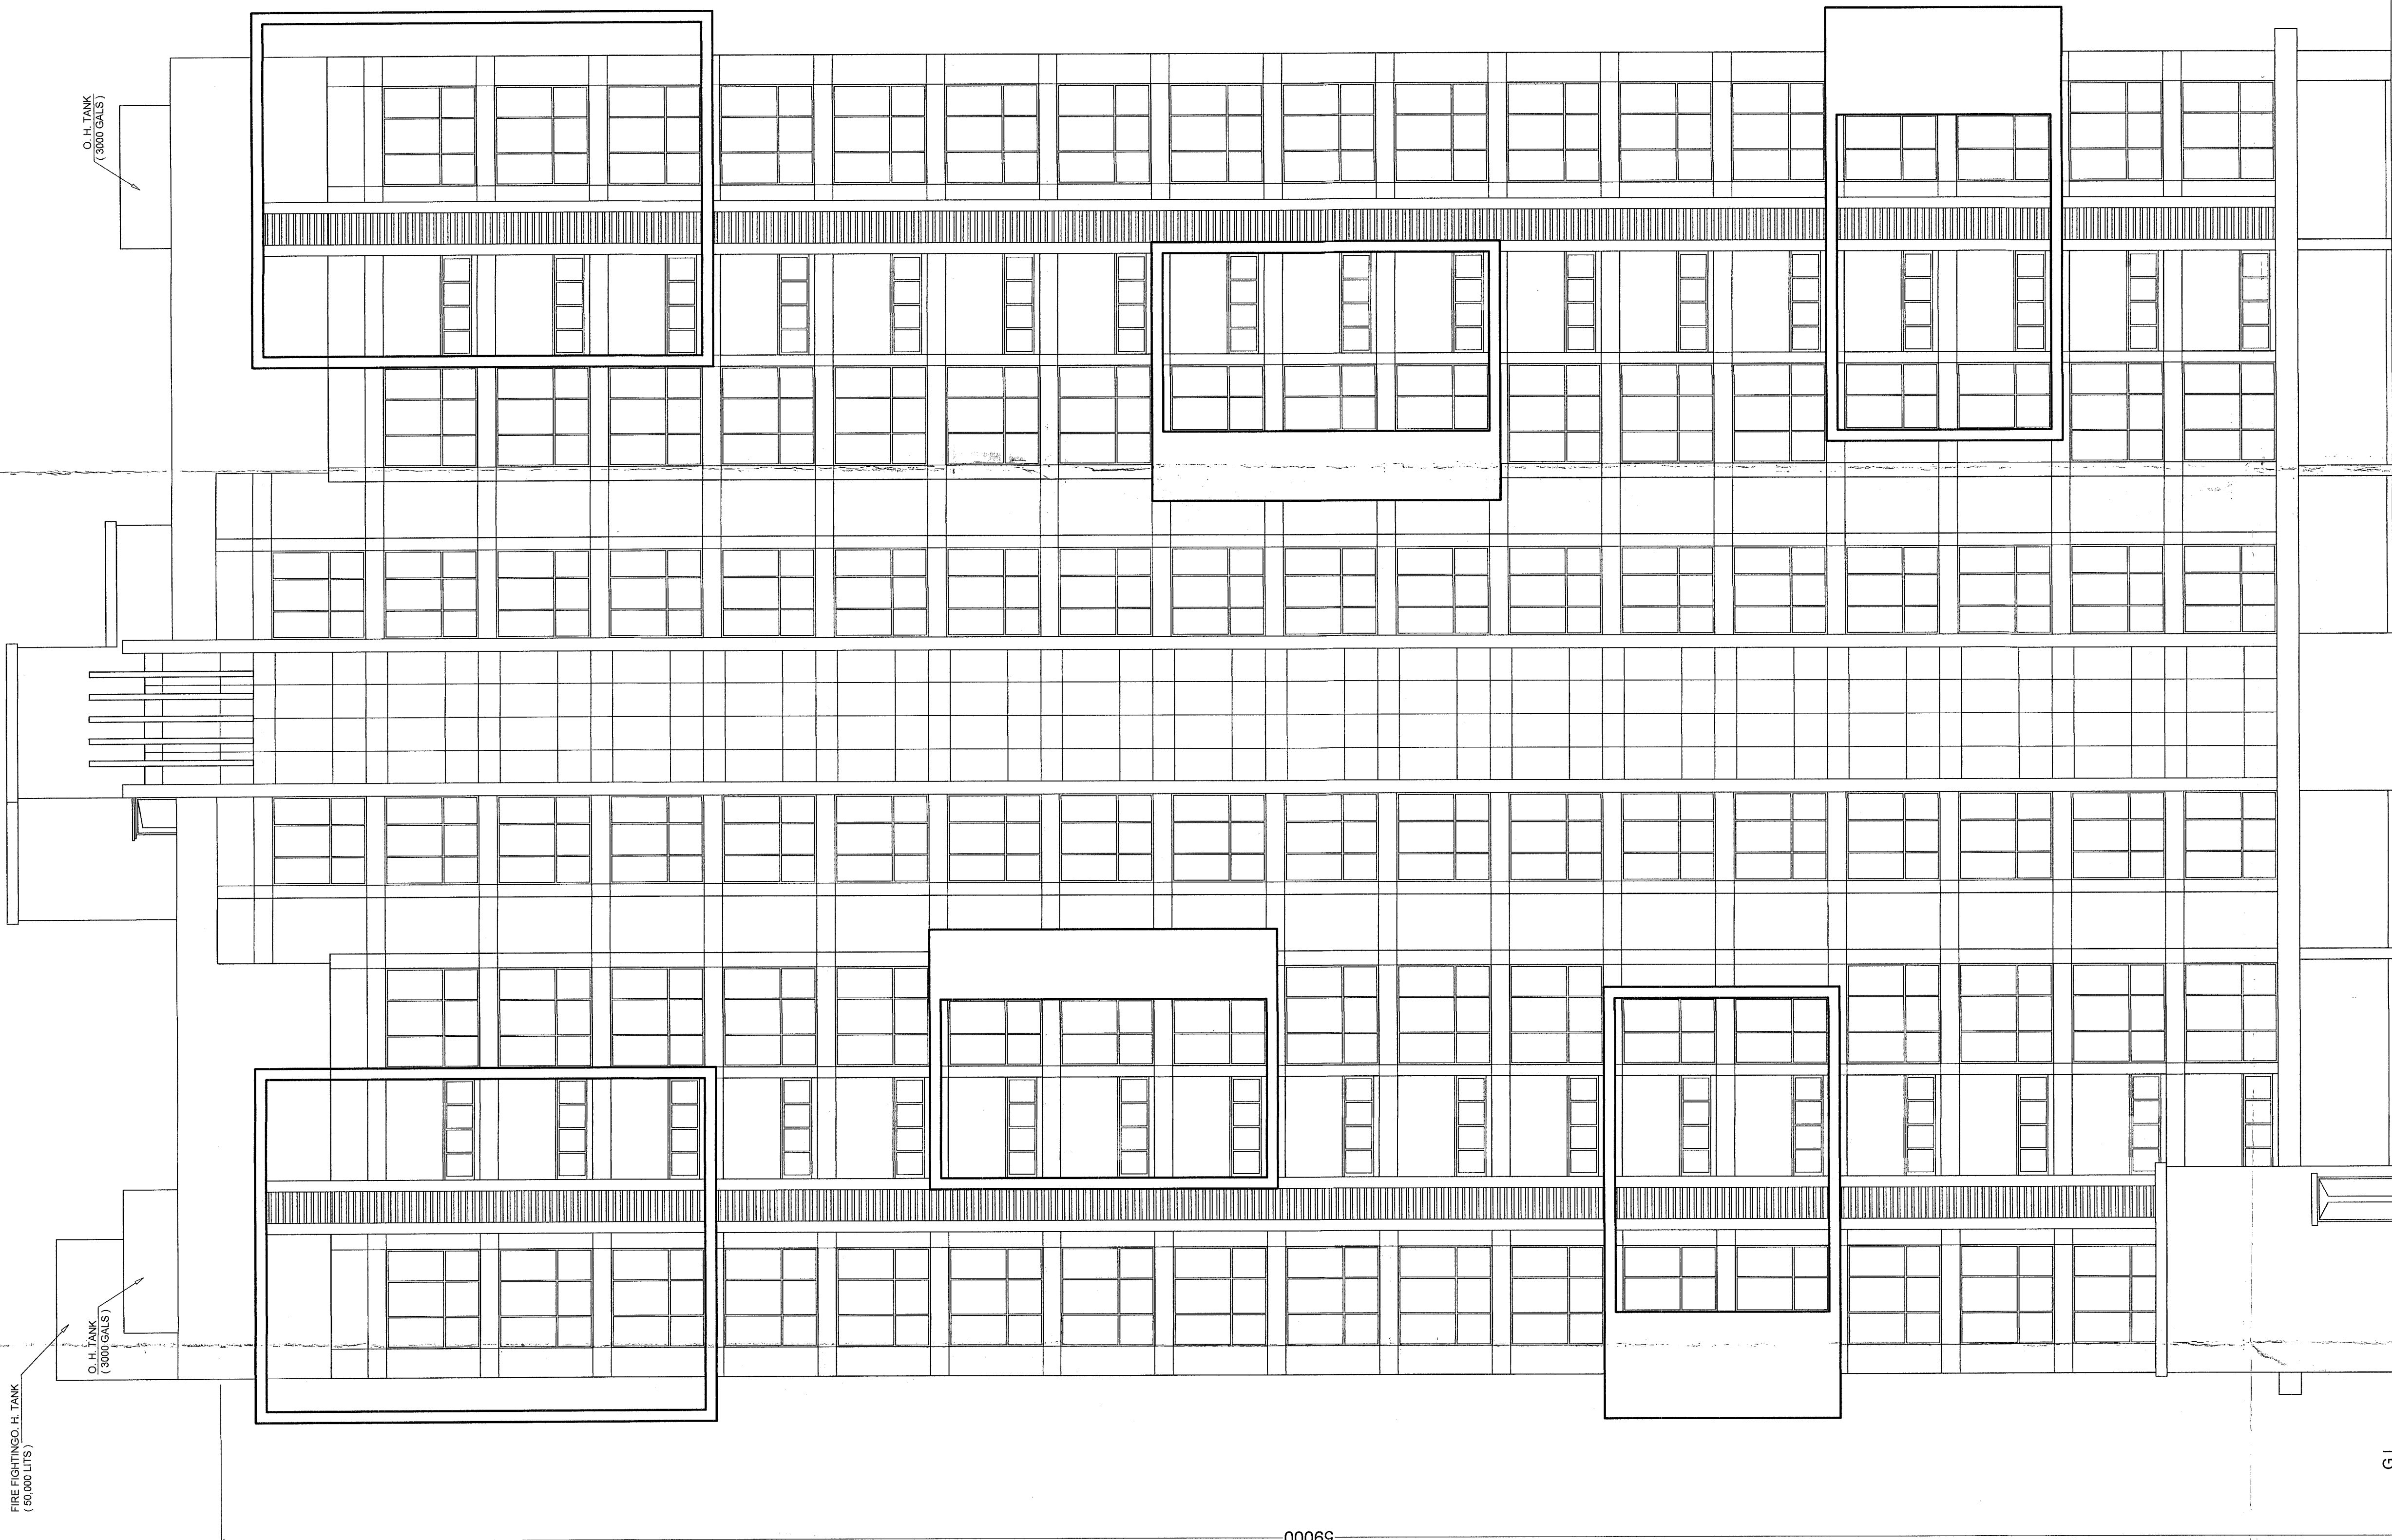 FIRE FIGHTINGO. H. TANK
( 50,000 LITS )
O. H. TANK
( 3000 GALS )
O. H. TANK
( 3000 GALS )
59000